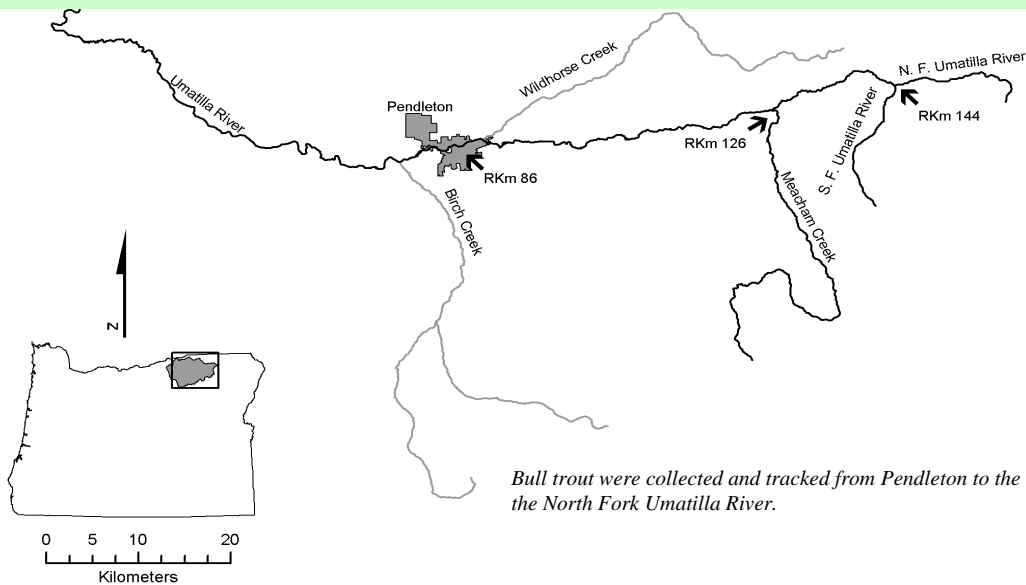 N. F. Umatilla River
Wildhorse Creek
Umatilla River
Pendleton
RKm 144
RKm 126
S. F. Umatilla River
RKm 86
Birch Creek
Meacham Creek
N
Bull trout were collected and tracked from Pendleton to the
the North Fork Umatilla River.
0 5 10 20
Kilometers